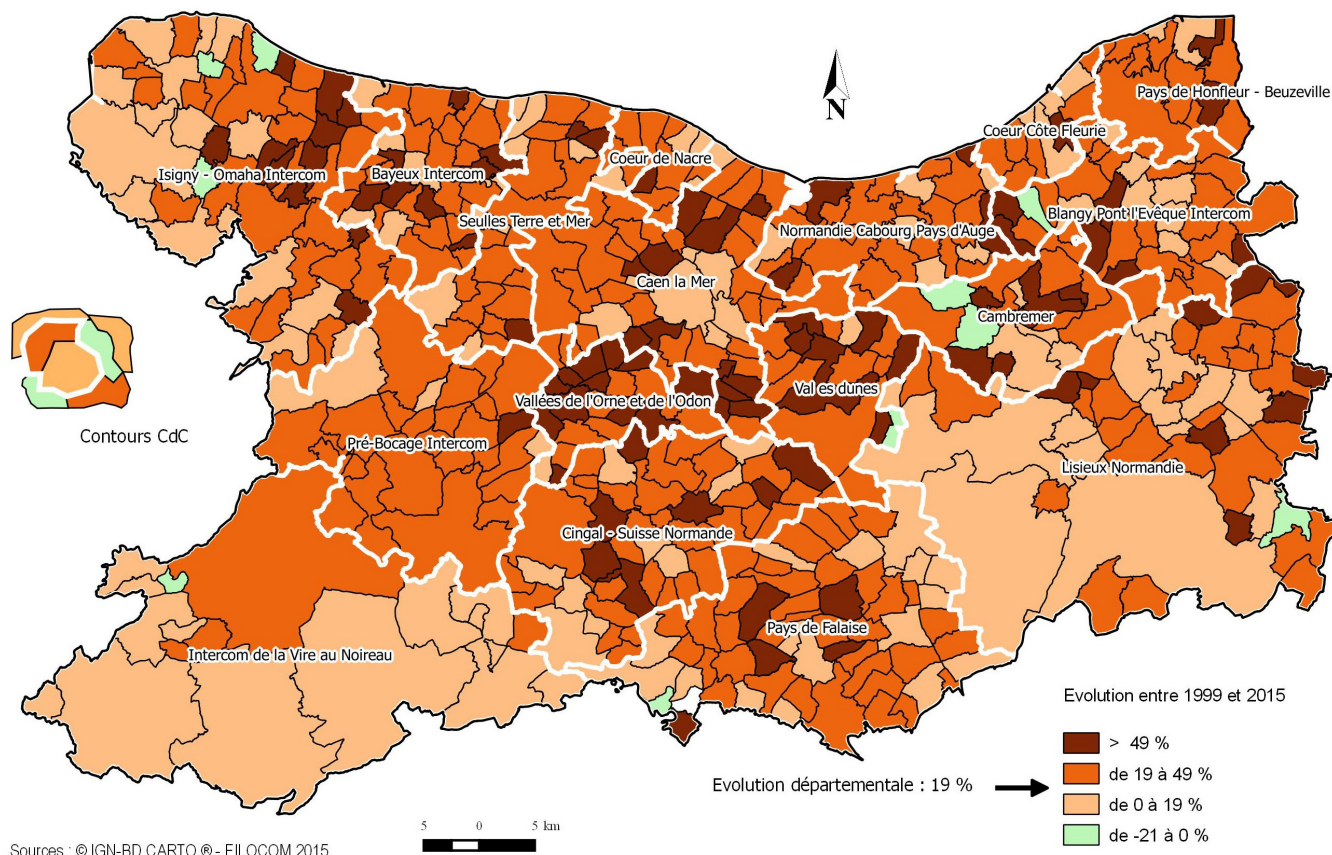 N
Pays de Honfleur - Beuzeville
Coeur Côte Fleurie
Coeur de Nacre
Isigny - Omaha Intercom
Bayeux Intercom
Seulles Terre et Mer
Normandie Cabourg Pays d'Auge
Blangy Pont l'Evêque Intercom
Caen la Mer
Cambremer
Contours CdC
Vallées de l'Orne et de l'Odon
Val es dunes
Pré-Bocage Intercom
Lisieux Normandie
Cingal - Suisse Normande
Pays de Falaise
Intercom de la Vire au Noireau
Evolution entre 1999 et 2015
> 49 %
de 19 à 49 %
de 0 à 19 %
de -21 à 0 %
Evolution départementale : 19 %
5 0 5 km
Sources : © IGN-BD CARTO ® - FILOCOM 2015